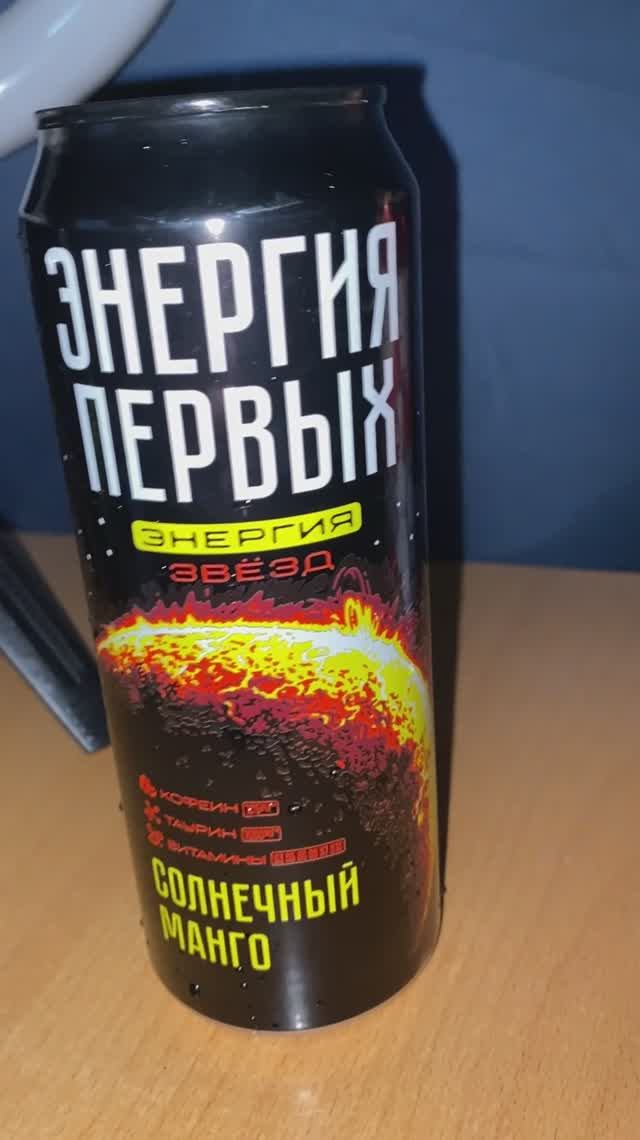 ЭНЕРГИЯ
ПЕРВЫХ
ЭНЕРГИЯ
ЗВЁЗД
КОФЕИН
ТАУРИН
ВИТАМИНЫ
СОЛНЕЧНЫЙ
МАНГО